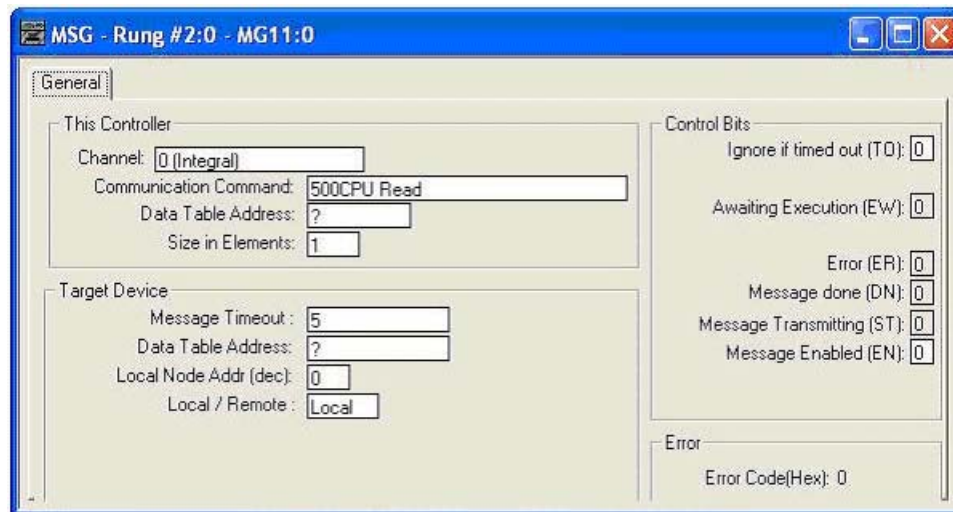 MSG - Rung #2:0 - MG11:0
General
This Controller
Channel: 0 (Integral)
Communication Command: 500CPU Read
Data Table Address: ?
Size in Elements: 1
Target Device
Message Timeout : 5
Data Table Address: ?
Local Node Addr (dec): 0
Local / Remote : Local
Control Bits
Ignore if timed out (TO): 0
Awaiting Execution (EW): 0
Error (ER): 0
Message done (DN): 0
Message Transmitting (ST): 0
Message Enabled (EN): 0
Error
Error Code(Hex): 0